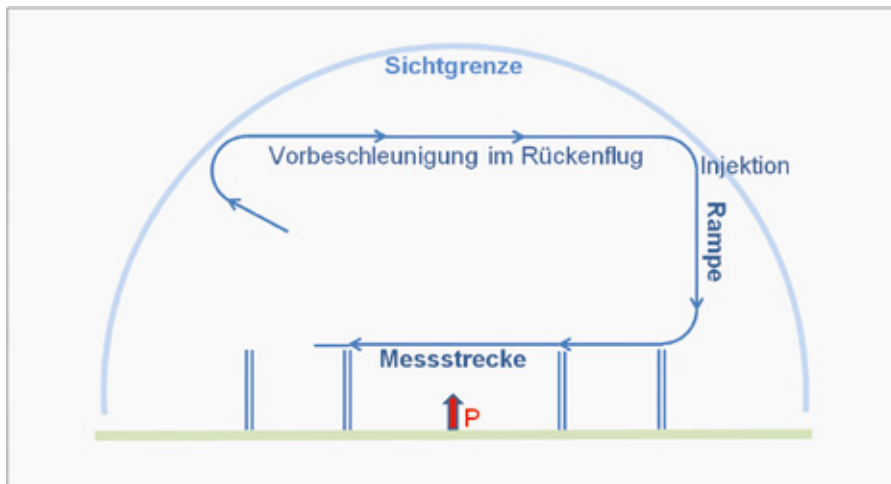 Sichtgrenze
Vorbeschleunigung im Rückenflug
Injektion
Rampe
Messstrecke
P